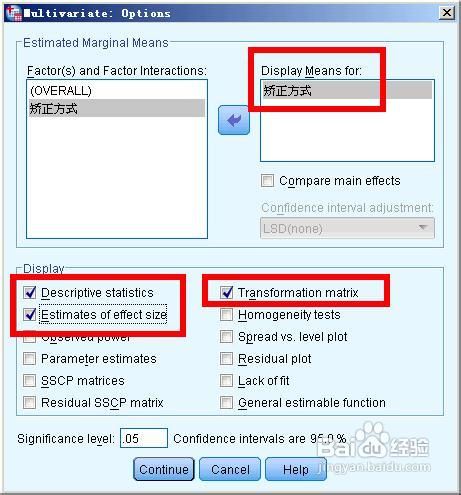 Multivariate: Options
Estimated Marginal Means
Factor(s) and Factor Interactions:
(OVERALL)
矫正方式
Display Means for:
矫正方式
Compare main effects
Confidence interval adjustment:
LSD(none)
Display
Descriptive statistics
Transformation matrix
Estimates of effect size
Homogeneity tests
Observed power
Spread vs. level plot
Parameter estimates
Residual plot
SSCP matrices
Lack of fit
Residual SSCP matrix
General estimable function
Significance level: .05 Confidence intervals are 95.0 %
Continue Cancel Help
Bai du 经验
jingyan.baidu.com